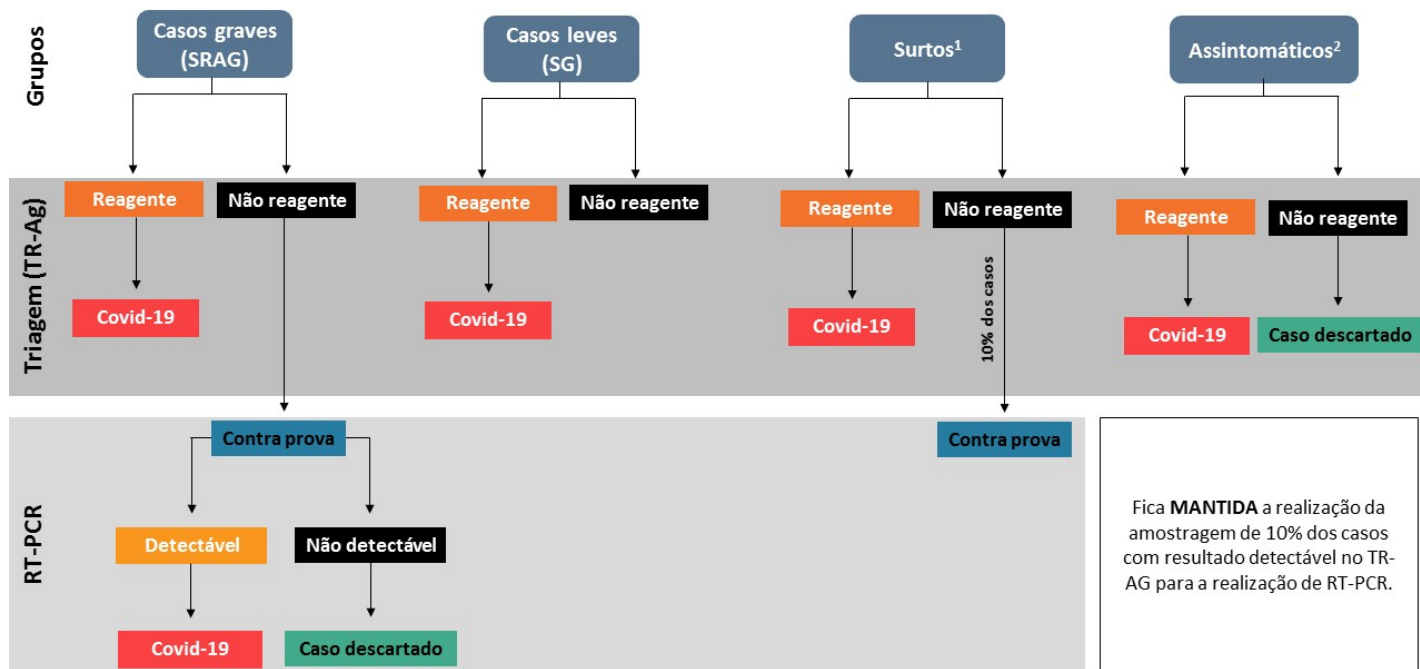 Grupos
Casos graves
(SRAG)
Casos leves
(SG)
Surtos¹
Assintomáticos²
Triagem (TR-Ag)
Reagente
Não reagente
Reagente
Não reagente
Reagente
Não reagente
Reagente
Não reagente
10% dos casos
Covid-19
Covid-19
Covid-19
Covid-19
Caso descartado
RT-PCR
Contra prova
Contra prova
Detectável
Não detectável
Covid-19
Caso descartado
Fica MANTIDA a realização da
amostragem de 10% dos casos
com resultado detectável no TR-
AG para a realização de RT-PCR.